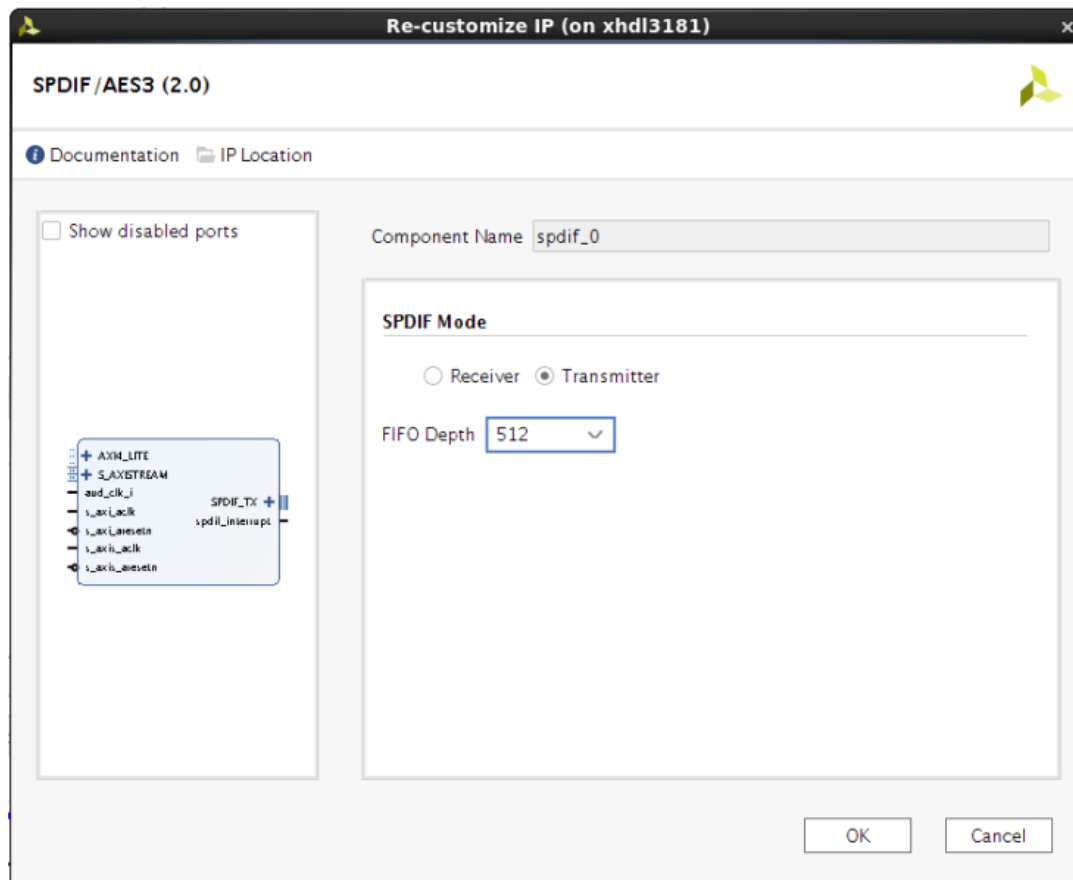 Re-customize IP (on xhdl3181)
SPDIF/AES3 (2.0)
Documentation IP Location
Show disabled ports
Component Name spdif_0
SPDIF Mode
Receiver Transmitter
FIFO Depth 512
AXI4_LITE
S_AXISTREAM
aud_clk_i
s_axi_aclk
s_axi_aresetn
s_axis_aclk
s_axis_aresetn
SPDIF_TX
spdif_interrupt
OK Cancel